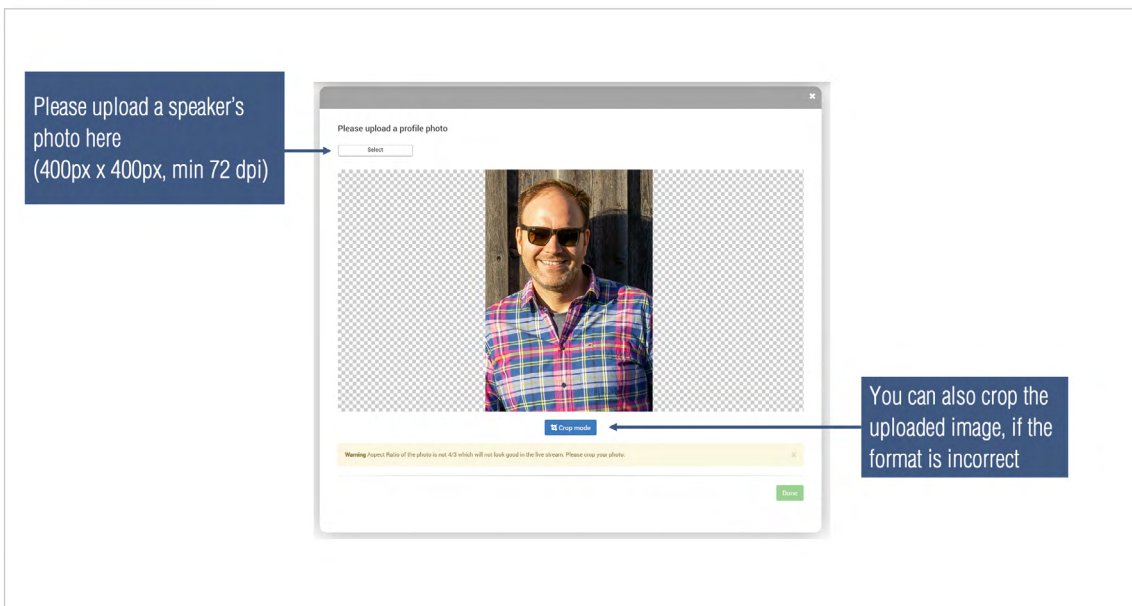 Please upload a speaker's
photo here
(400px x 400px, min 72 dpi)
Please upload a profile photo
Select
Crop mode
Warning Aspect Ratio of the photo is not 4/3 which will not look good in the live stream. Please crop your photo.
Done
You can also crop the
uploaded image, if the
format is incorrect